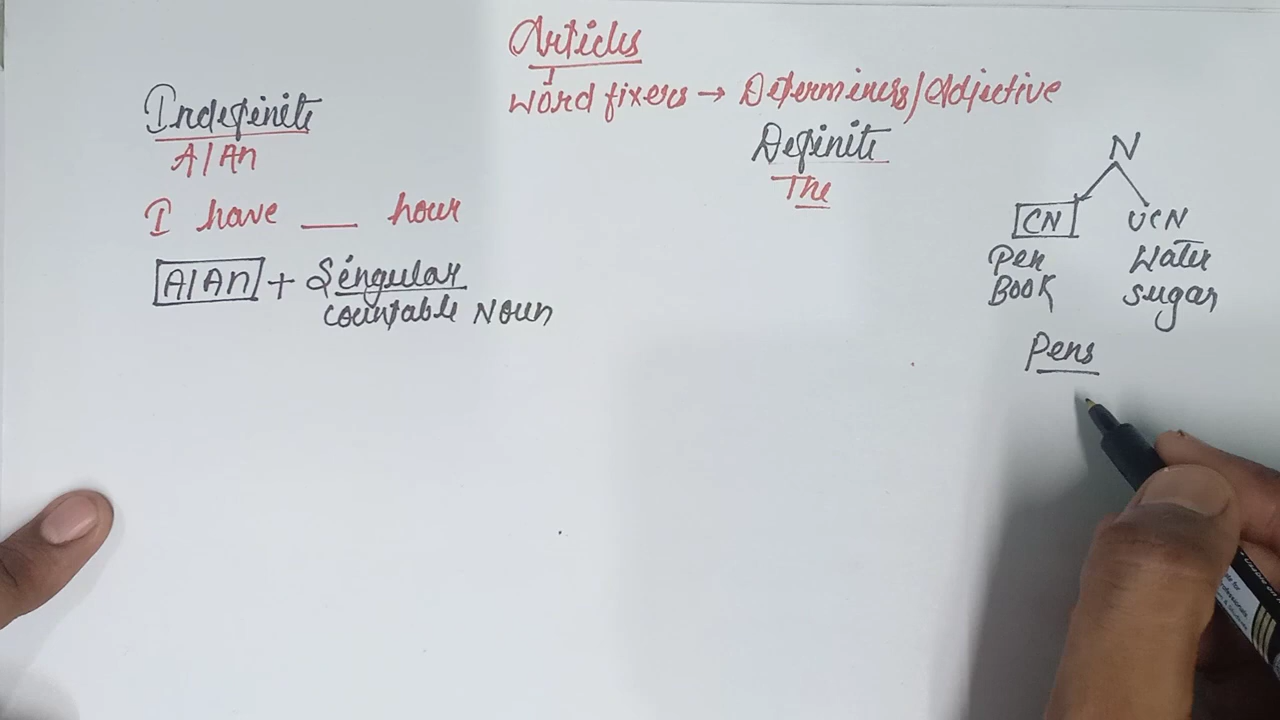 Articles
Word fixers → Determiners/Adjective
Indefinite
A/An
I have __ hour
A/An + Singular
countable Noun
Definite
The
N
CN UCN
Pen Water
Book Sugar
Pens